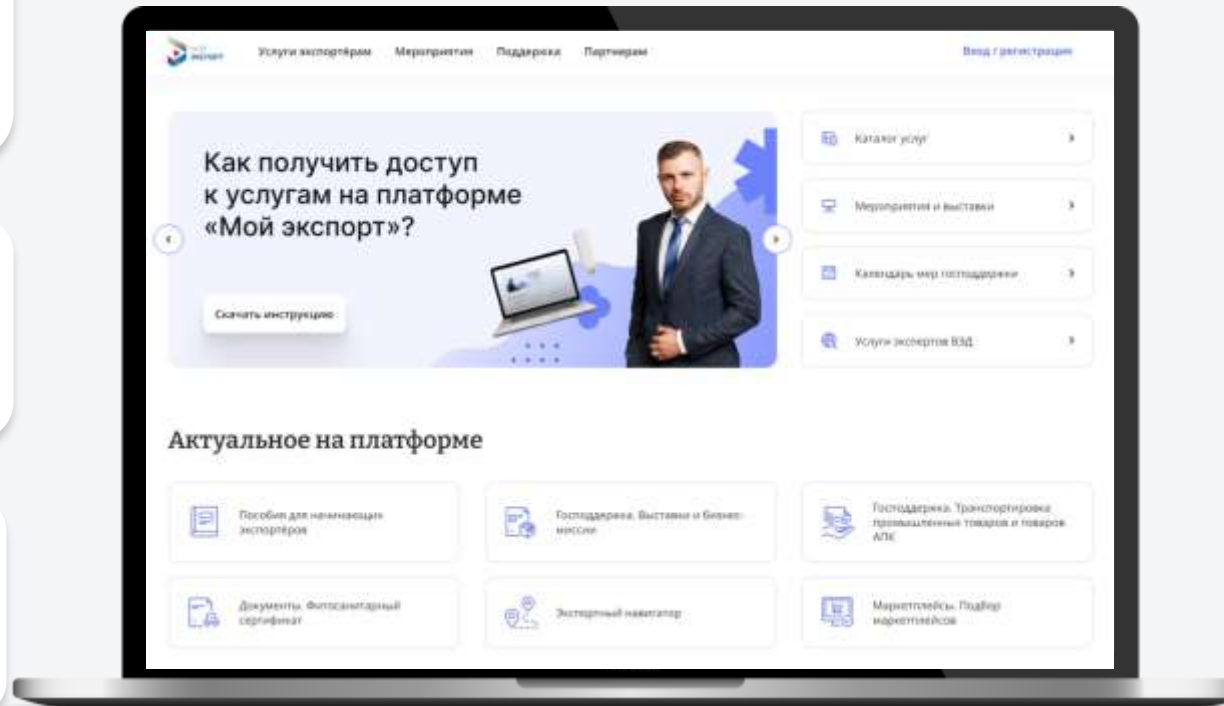 МОЙ ЭКСПОРТ
Услуги экспортёрам Мероприятия Поддержка Партнерам Вход / регистрация
Как получить доступ
к услугам на платформе
«Мой экспорт»?
Скачать инструкцию
Каталог услуг
Мероприятия и выставки
Календарь мер господдержки
Услуги экспертов ВЭД
Актуальное на платформе
Пособия для начинающих
экспортёров
Господдержка. Выставки и бизнес-
миссии
Господдержка. Транспортировка
промышленных товаров и товаров
АПК
Документы. Фитосанитарный
сертификат
Экспортный навигатор
Маркетплейсы. Подбор
маркетплейсов